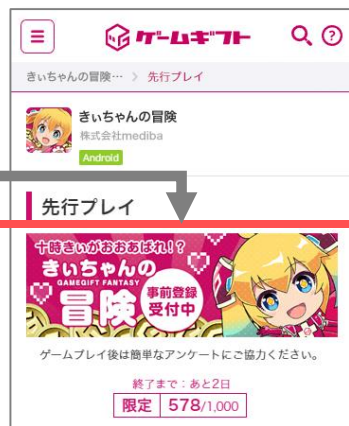 ゲームギフト
?
きぃちゃんの冒険… > 先行プレイ
きぃちゃんの冒険
株式会社mediba
Android
先行プレイ
十時きぃがおおあばれ!?
きぃちゃんの
GAMEGIFT FANTASY
冒険
事前登録
受付中
ゲームプレイ後は簡単なアンケートにご協力ください。
終了まで：あと2日
限定 578/1,000